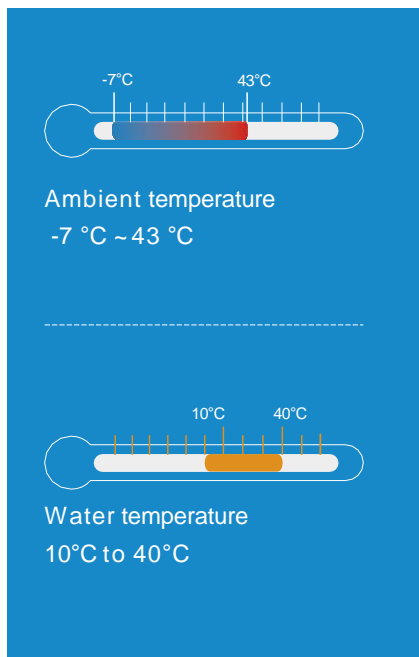 -7°C 43°C
Ambient temperature
-7 °C ~ 43 °C
10°C 40°C
Water temperature
10°C to 40°C